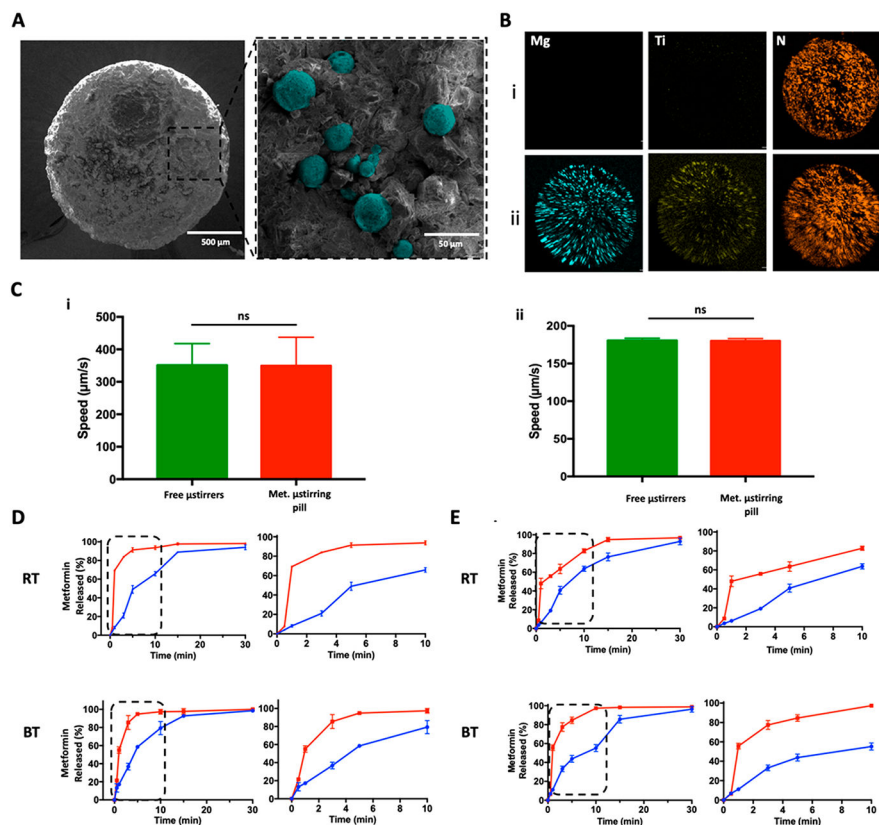 A
500 µm
50 µm
B
Mg
Ti
N
i
ii
C
i
ns
Speed (µm/s)
500
400
300
200
100
0
Free µstirrers
Met. µstirring
pill
ii
ns
Speed (µm/s)
200
150
100
50
0
Free µstirrers
Met. µstirring
pill
D
RT
Metformin
Released (%)
100
80
60
40
20
0
0
10
20
30
Time (min)
100
80
60
40
20
0
0
2
4
6
8
10
Time (min)
BT
Metformin
Released (%)
100
80
60
40
20
0
0
10
20
30
Time (min)
100
80
60
40
20
0
0
2
4
6
8
10
Time (min)
E
RT
Metformin
Released (%)
100
80
60
40
20
0
0
10
20
30
Time (min)
100
80
60
40
20
0
0
2
4
6
8
10
Time (min)
BT
Metformin
Released (%)
100
80
60
40
20
0
0
10
20
30
Time (min)
100
80
60
40
20
0
0
2
4
6
8
10
Time (min)